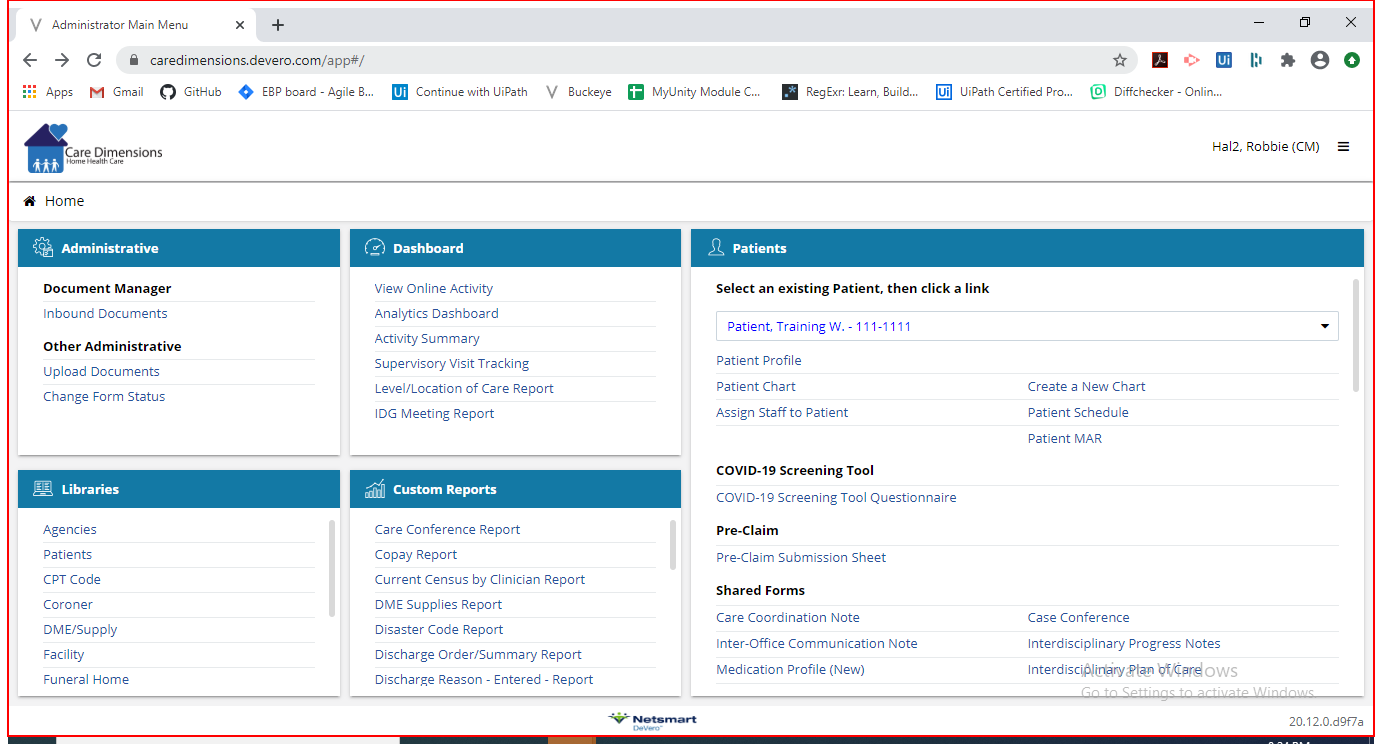 Administrator Main Menu
caredimensions.devero.com/app#/
Apps Gmail GitHub EBP board - Agile B... Ui Continue with UiPath Buckeye MyUnity Module C... RegExr: Learn, Build... Ui UiPath Certified Pro... Diffchecker - Onlin...
Care Dimensions
Home Health Care
Hal2, Robbie (CM)
Home
Administrative
Document Manager
Inbound Documents
Other Administrative
Upload Documents
Change Form Status
Dashboard
View Online Activity
Analytics Dashboard
Activity Summary
Supervisory Visit Tracking
Level/Location of Care Report
IDG Meeting Report
Patients
Select an existing Patient, then click a link
Patient, Training W. - 111-1111
Patient Profile
Patient Chart Create a New Chart
Assign Staff to Patient Patient Schedule
Patient MAR
COVID-19 Screening Tool
COVID-19 Screening Tool Questionnaire
Pre-Claim
Pre-Claim Submission Sheet
Shared Forms
Care Coordination Note Case Conference
Inter-Office Communication Note Interdisciplinary Progress Notes
Medication Profile (New) Interdisciplinary Plan of Care
Libraries
Agencies
Patients
CPT Code
Coroner
DME/Supply
Facility
Funeral Home
Custom Reports
Care Conference Report
Copay Report
Current Census by Clinician Report
DME Supplies Report
Disaster Code Report
Discharge Order/Summary Report
Discharge Reason - Entered - Report
Activate Windows
Go to Settings to activate Windows.
Netsmart
DeVero
20.12.0.d9f7a